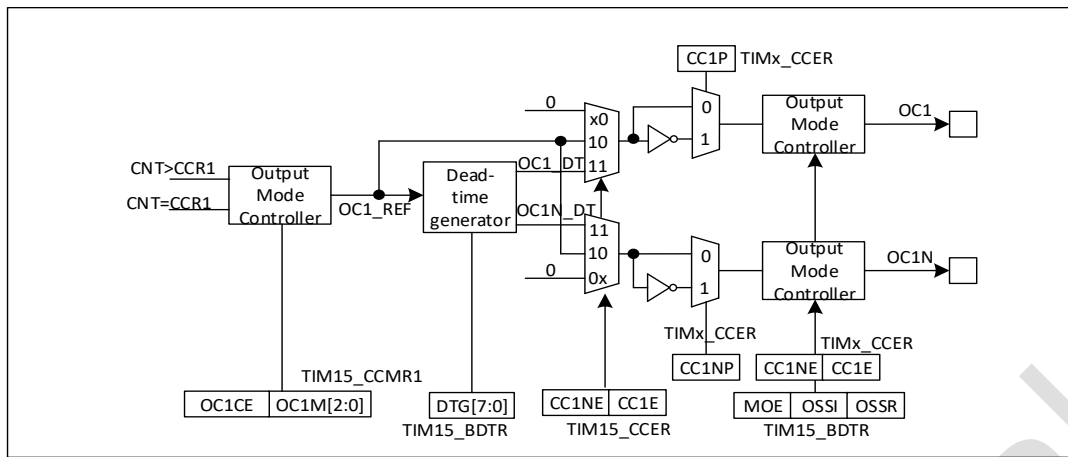 CC1P TIMx_CCER
0
x0
10
11
0
1
Output
Mode
Controller
OC1
CNT>CCR1
CNT=CCR1
Output
Mode
Controller
OC1_REF
Dead-
time
generator
OC1_DT
OC1N_DT
11
10
0x
0
0
1
Output
Mode
Controller
OC1N
TIMx_CCER
CC1NP
TIMx_CCER
CC1NE CC1E
MOE OSSI OSSR
TIM15_BDTR
TIM15_CCMR1
OC1CE OC1M[2:0]
DTG[7:0]
TIM15_BDTR
CC1NE CC1E
TIM15_CCER